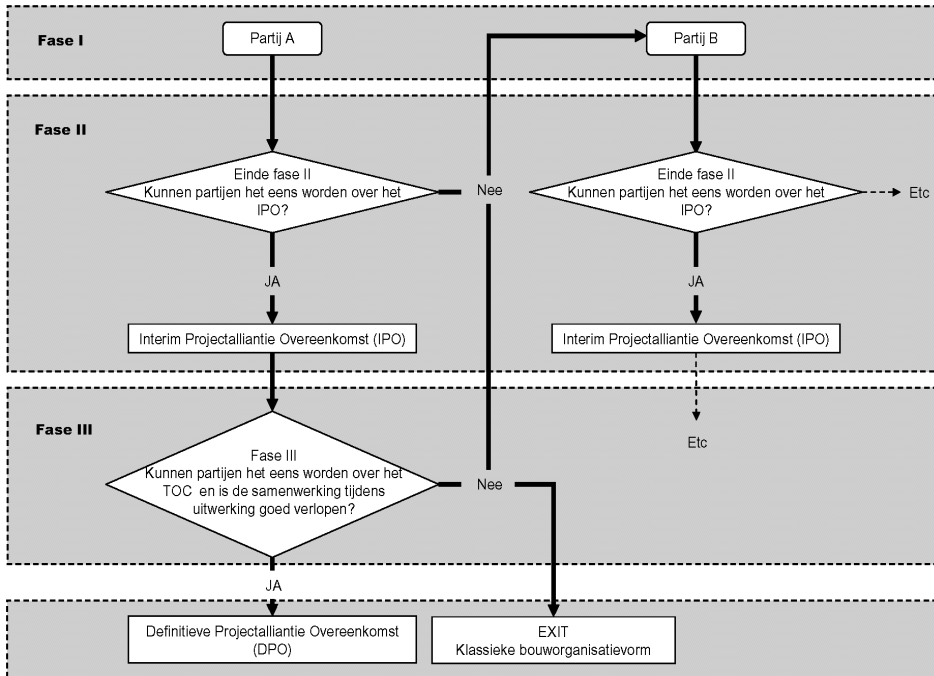 Fase I
Partij A
Partij B
Fase II
Einde fase II
Kunnen partijen het eens worden over het
IPO?
Nee
Einde fase II
Kunnen partijen het eens worden over het
IPO?
Etc
JA
JA
Interim Projectalliantie Overeenkomst (IPO)
Interim Projectalliantie Overeenkomst (IPO)
Fase III
Etc
Fase III
Kunnen partijen het eens worden over het
TOC en is de samenwerking tijdens
uitwerking goed verlopen?
Nee
JA
Definitieve Projectalliantie Overeenkomst
(DPO)
EXIT
Klassieke bouworganisatievorm